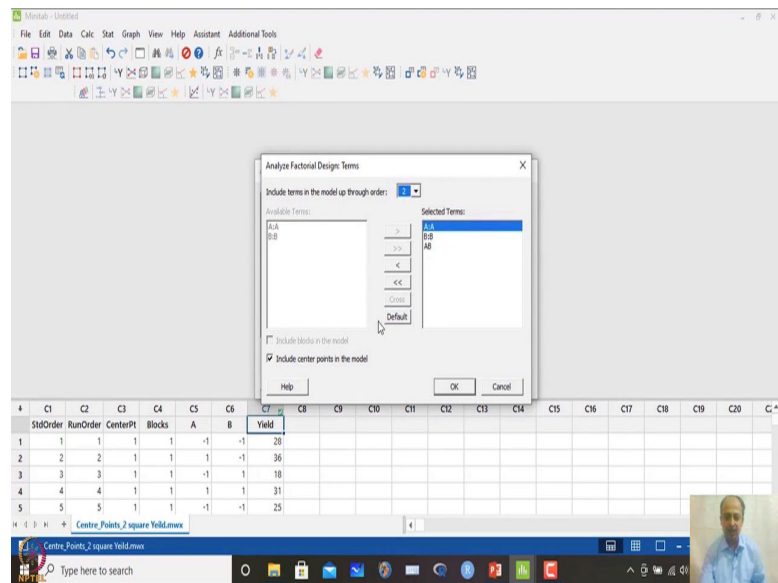 Minitab - Untitled
File Edit Data Calc Stat Graph View Help Assistant Additional Tools
Analyze Factorial Design: Terms
X
Include terms in the model up through order: 2
Available Terms:
Selected Terms:
A:A
B:B
A:A
B:B
AB
>
>>
<
<<
Cross
Default
Include blocks in the model
Include center points in the model
Help
OK
Cancel
C1 C2 C3 C4 C5 C6 C7 C8 C9 C10 C11 C12 C13 C14 C15 C16 C17 C18 C19 C20
StdOrder RunOrder CenterPt Blocks A B Yield
1 1 1 1 1 -1 -1 28
2 2 2 1 1 1 -1 36
3 3 3 1 1 -1 1 18
4 4 4 1 1 1 1 31
5 5 5 1 1 -1 -1 25
Centre_Points_2 square Yeild.mwx
Centre_Points_2 square Yeild.mwx
Type here to search
NPTEL